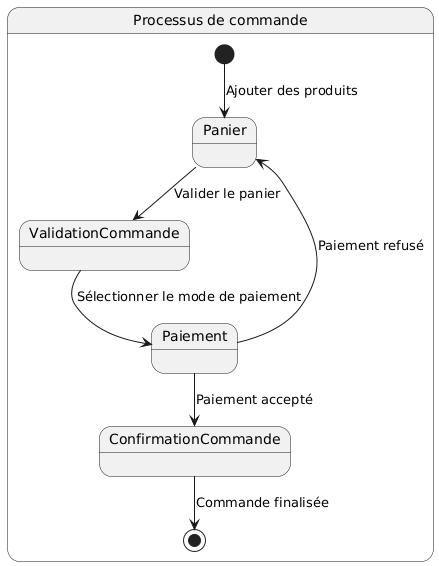 Processus de commande
Ajouter des produits
Panier
Valider le panier
ValidationCommande
Paiement refusé
Sélectionner le mode de paiement
Paiement
Paiement accepté
ConfirmationCommande
Commande finalisée